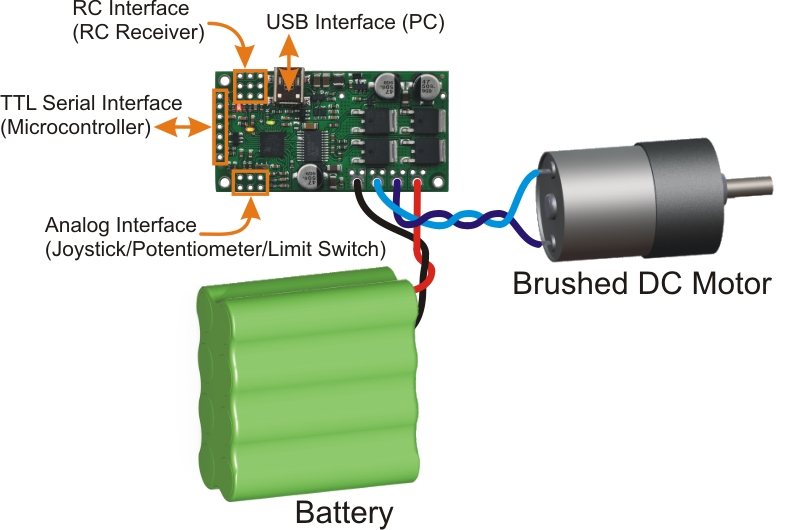 RC Interface
(RC Receiver)
USB Interface (PC)
TTL Serial Interface
(Microcontroller)
Analog Interface
(Joystick/Potentiometer/Limit Switch)
Brushed DC Motor
Battery